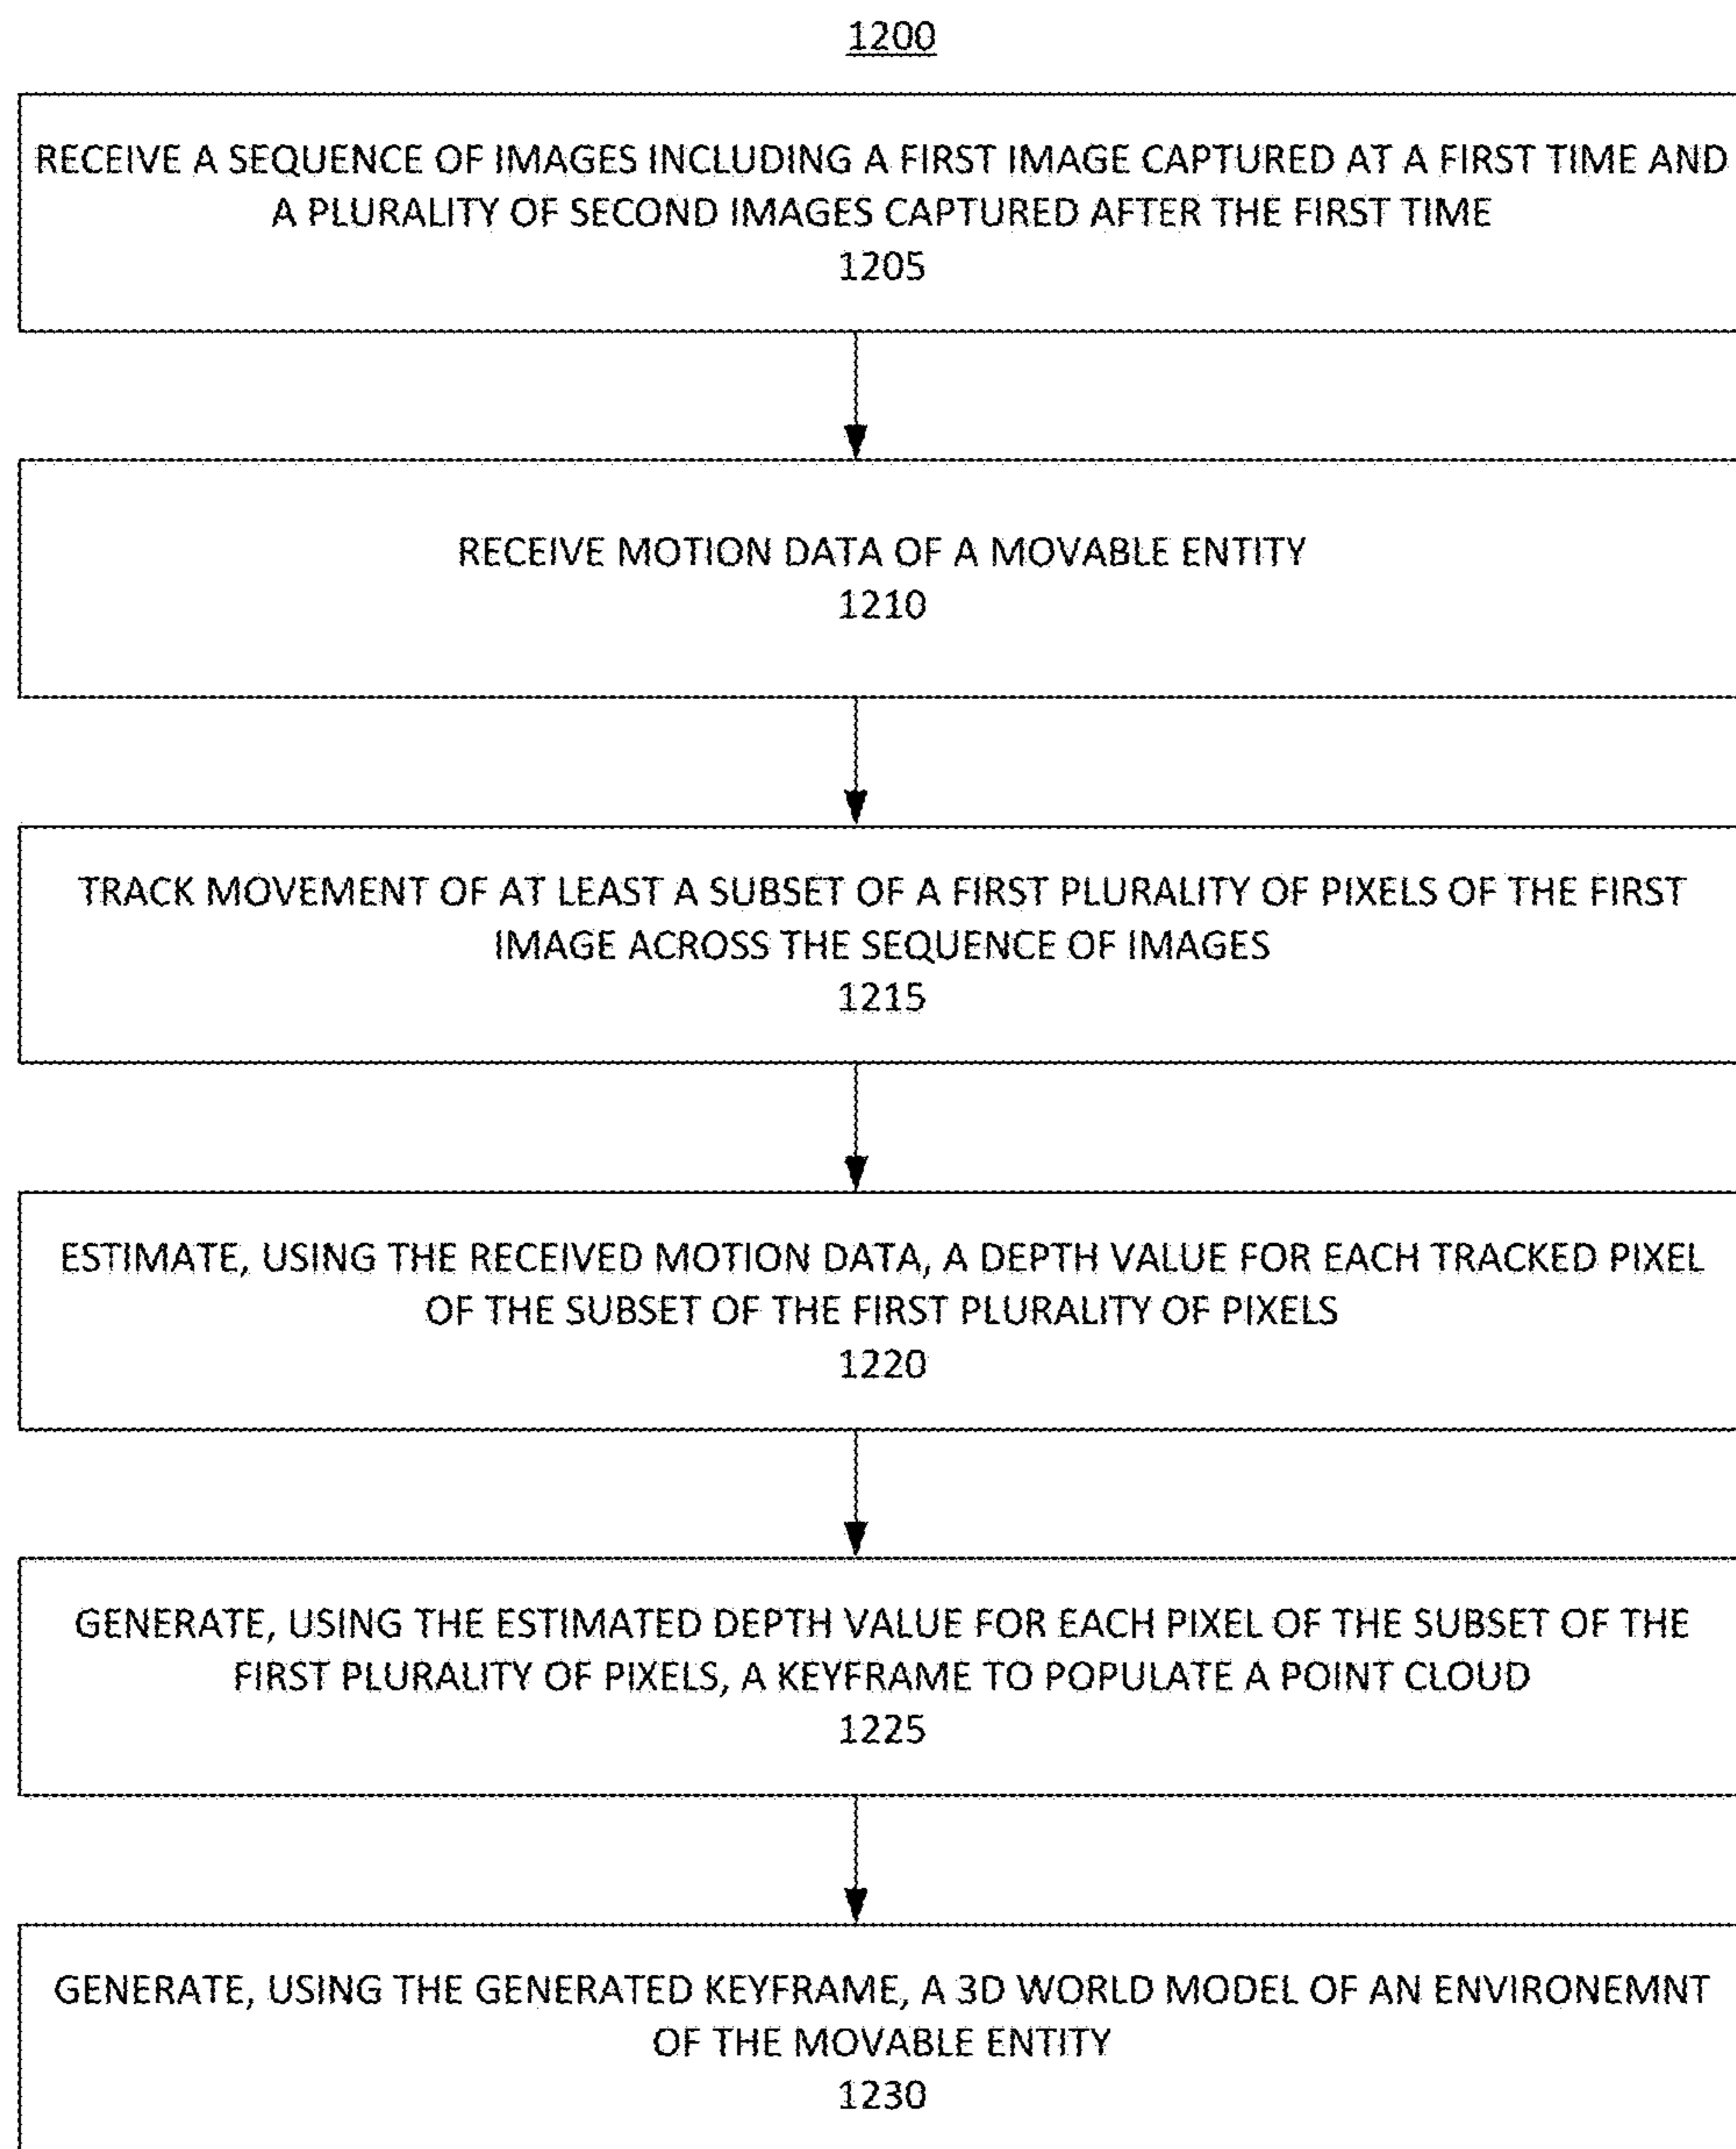 1200
RECEIVE A SEQUENCE OF IMAGES INCLUDING A FIRST IMAGE CAPTURED AT A FIRST TIME AND
A PLURALITY OF SECOND IMAGES CAPTURED AFTER THE FIRST TIME
1205
RECEIVE MOTION DATA OF A MOVABLE ENTITY
1210
TRACK MOVEMENT OF AT LEAST A SUBSET OF A FIRST PLURALITY OF PIXELS OF THE FIRST
IMAGE ACROSS THE SEQUENCE OF IMAGES
1215
ESTIMATE, USING THE RECEIVED MOTION DATA, A DEPTH VALUE FOR EACH TRACKED PIXEL
OF THE SUBSET OF THE FIRST PLURALITY OF PIXELS
1220
GENERATE, USING THE ESTIMATED DEPTH VALUE FOR EACH PIXEL OF THE SUBSET OF THE
FIRST PLURALITY OF PIXELS, A KEYFRAME TO POPULATE A POINT CLOUD
1225
GENERATE, USING THE GENERATED KEYFRAME, A 3D WORLD MODEL OF AN ENVIRONEMNT
OF THE MOVABLE ENTITY
1230